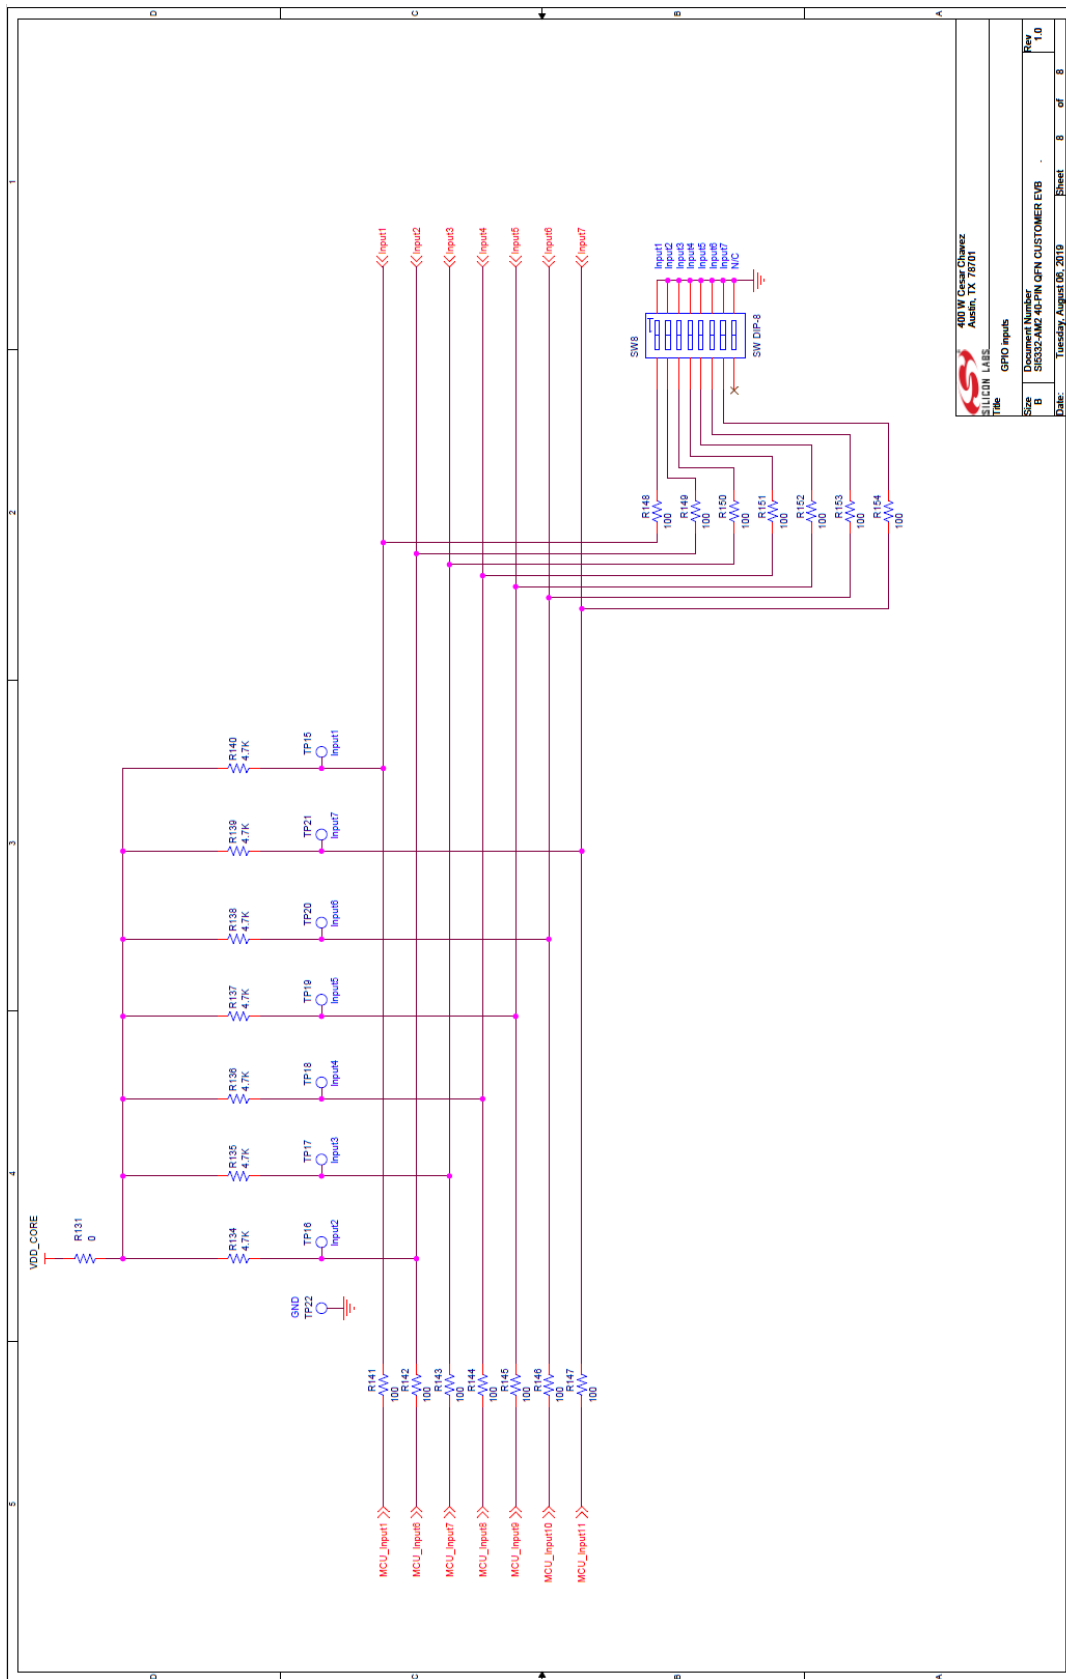 5
4
3
2
1
D
C
B
A
D
C
B
A
VDD_CORE
R131
0
R134
4.7K
R135
4.7K
R136
4.7K
R137
4.7K
R138
4.7K
R139
4.7K
R140
4.7K
GND
TP22
TP16
Input2
TP17
Input3
TP18
Input4
TP19
Input5
TP20
Input6
TP21
Input7
TP15
Input1
MCU_Input1
R141
100
Input1
MCU_Input6
R142
100
Input2
MCU_Input7
R143
100
Input3
MCU_Input8
R144
100
Input4
MCU_Input9
R145
100
Input5
MCU_Input10
R146
100
Input6
MCU_Input11
R147
100
Input7
SW8
SW DIP-8
Input1
Input2
Input3
Input4
Input5
Input6
Input7
N/C
R148
100
R149
100
R150
100
R151
100
R152
100
R153
100
R154
100
SILICON LABS
400 W Cesar Chavez
Austin, TX 78701
Title
GPIO inputs
Size
B
Document Number
SI5332-AM2 40-PIN QFN CUSTOMER EVB
Rev
1.0
Date:
Tuesday, August 06, 2019
Sheet
8
of
8